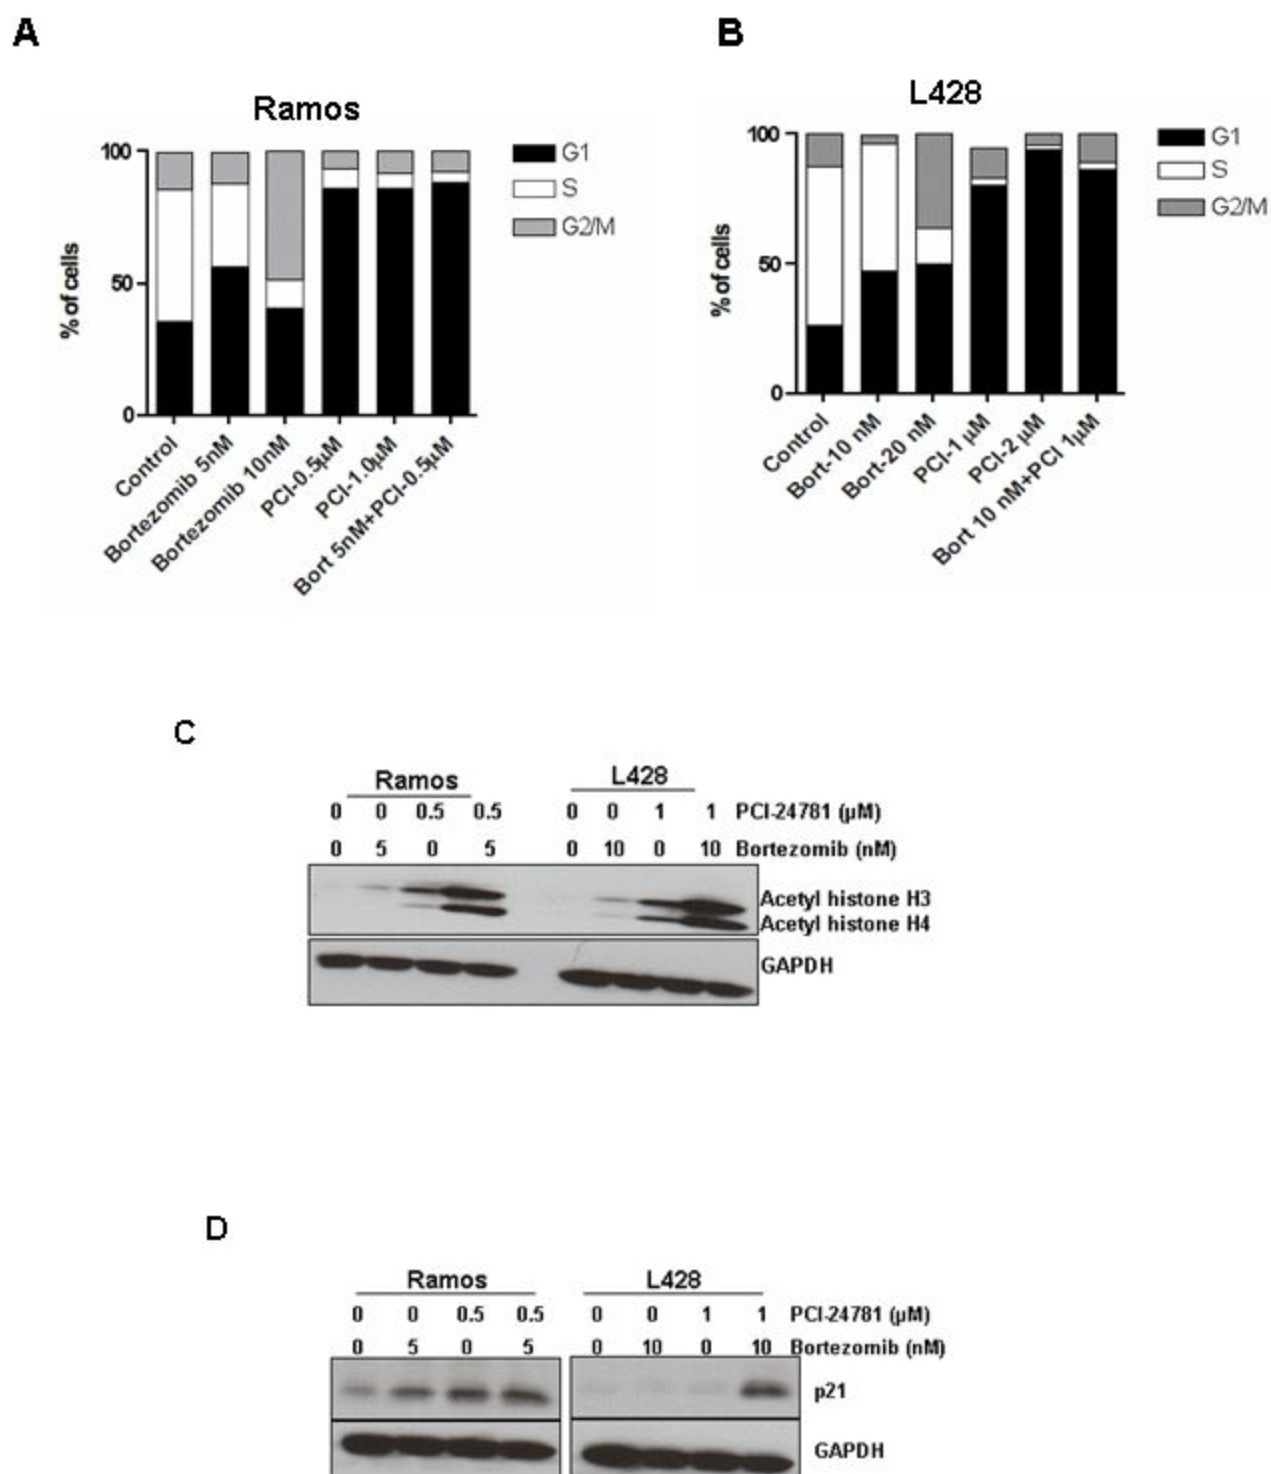 A
Ramos
100
50
0
% of cells
G1
S
G2/M
Control
Bortezomib 5nM
Bortezomib 10nM
PCI-0.5µM
PCI-1.0µM
Bort 5nM+PCI-0.5µM
B
L428
100
50
0
% of cells
G1
S
G2/M
Control
Bort-10 nM
Bort-20 nM
PCI-1 µM
PCI-2 µM
Bort 10 nM+PCI 1µM
C
Ramos L428
0 0 0.5 0.5 0 0 1 1 PCI-24781 (µM)
0 5 0 5 0 10 0 10 Bortezomib (nM)
Acetyl histone H3
Acetyl histone H4
GAPDH
D
Ramos L428
0 0 0.5 0.5 0 0 1 1 PCI-24781 (µM)
0 5 0 5 0 10 0 10 Bortezomib (nM)
p21
GAPDH